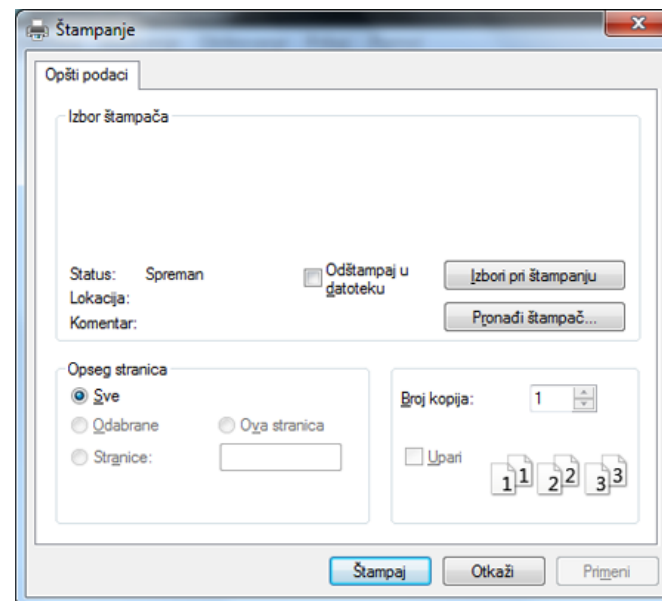 Štampanje
Opšti podaci
Izbor štampača
Status: Spreman
Lokacija:
Komentar:
Odštampaj u
datoteku
Izbori pri štampanju
Pronađi štampač...
Opseg stranica
Sve
Odabrane
Ova stranica
Stranice:
Broj kopija: 1
Upari
1 1 2 2 3 3
Štampaj
Otkaži
Primeni